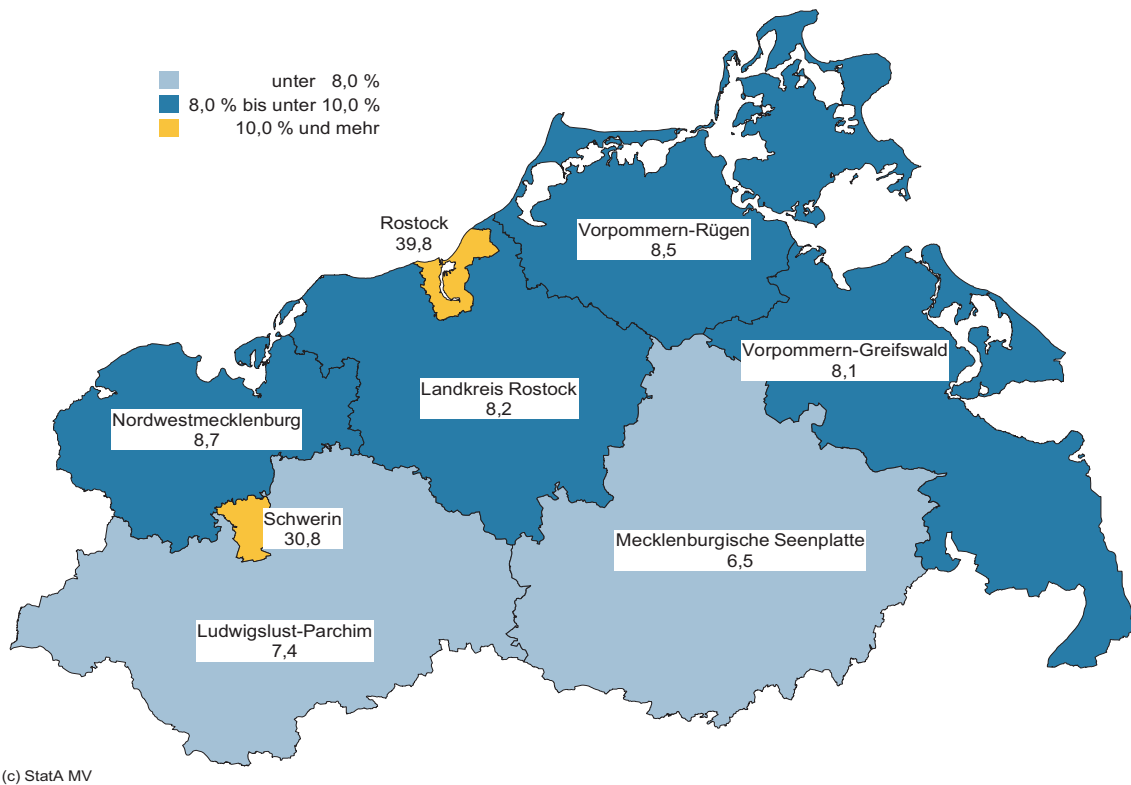 unter 8,0 %
8,0 % bis unter 10,0 %
10,0 % und mehr
Rostock
39,8
Vorpommern-Rügen
8,5
Vorpommern-Greifswald
8,1
Landkreis Rostock
8,2
Nordwestmecklenburg
8,7
Schwerin
30,8
Mecklenburgische Seenplatte
6,5
Ludwigslust-Parchim
7,4
(c) StatA MV